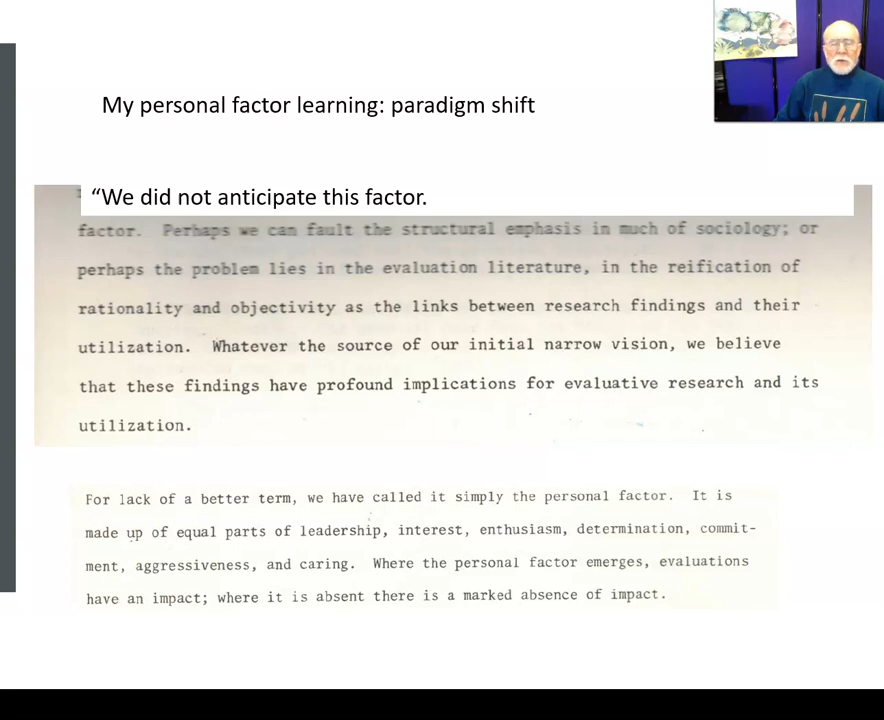 My personal factor learning: paradigm shift
“We did not anticipate this factor.
factor. Perhaps we can fault the structural emphasis in much of sociology; or
perhaps the problem lies in the evaluation literature, in the reification of
rationality and objectivity as the links between research findings and their
utilization. Whatever the source of our initial narrow vision, we believe
that these findings have profound implications for evaluative research and its
utilization.
For lack of a better term, we have called it simply the personal factor. It is
made up of equal parts of leadership, interest, enthusiasm, determination, commit-
ment, aggressiveness, and caring. Where the personal factor emerges, evaluations
have an impact; where it is absent there is a marked absence of impact.